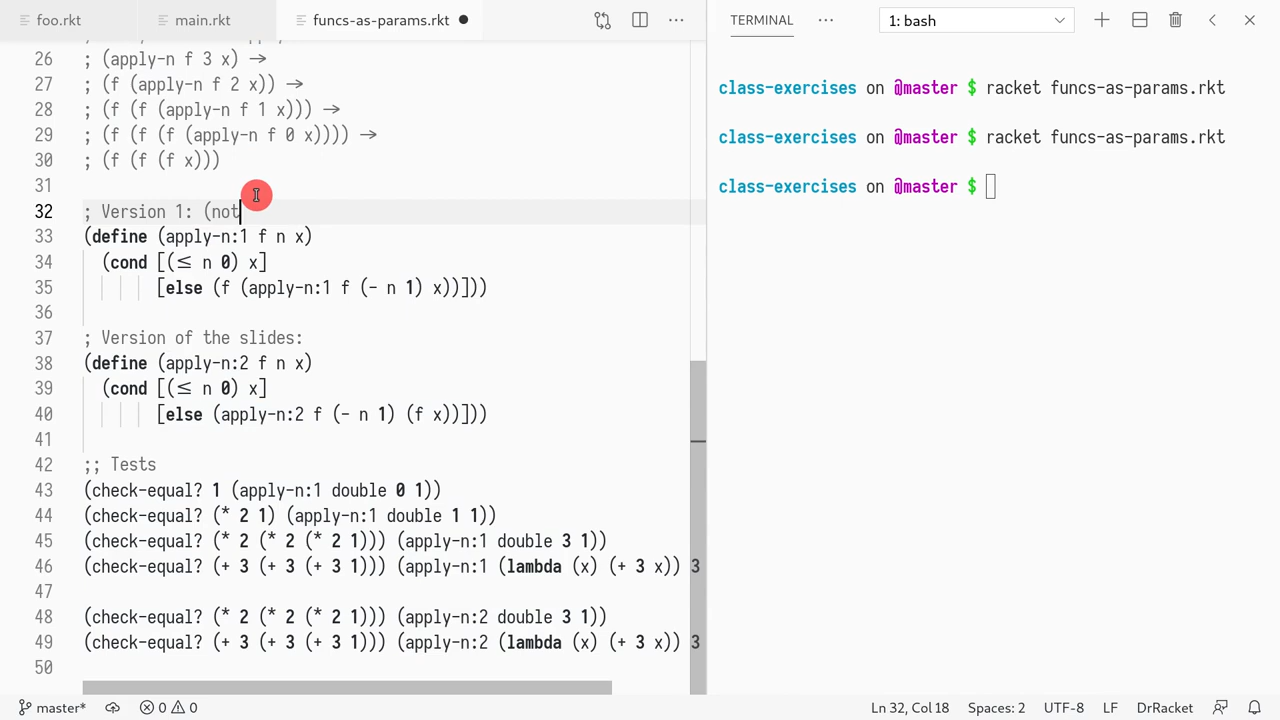 foo.rkt main.rkt funcs-as-params.rkt
TERMINAL
1: bash
26 ; (apply-n f 3 x) →
27 ; (f (apply-n f 2 x)) →
28 ; (f (f (apply-n f 1 x))) →
29 ; (f (f (f (apply-n f 0 x)))) →
30 ; (f (f (f x)))
31
32 ; Version 1: (not
33 (define (apply-n:1 f n x)
34 (cond [(≤ n 0) x]
35 [else (f (apply-n:1 f (- n 1) x))]))
36
37 ; Version of the slides:
38 (define (apply-n:2 f n x)
39 (cond [(≤ n 0) x]
40 [else (apply-n:2 f (- n 1) (f x))]))
41
42 ;; Tests
43 (check-equal? 1 (apply-n:1 double 0 1))
44 (check-equal? (* 2 1) (apply-n:1 double 1 1))
45 (check-equal? (* 2 (* 2 (* 2 1))) (apply-n:1 double 3 1))
46 (check-equal? (+ 3 (+ 3 (+ 3 1))) (apply-n:1 (lambda (x) (+ 3 x)) 3
47
48 (check-equal? (* 2 (* 2 (* 2 1))) (apply-n:2 double 3 1))
49 (check-equal? (+ 3 (+ 3 (+ 3 1))) (apply-n:2 (lambda (x) (+ 3 x)) 3
50
class-exercises on @master $ racket funcs-as-params.rkt
class-exercises on @master $ racket funcs-as-params.rkt
class-exercises on @master $
master* 0 0 Ln 32, Col 18 Spaces: 2 UTF-8 LF DrRacket